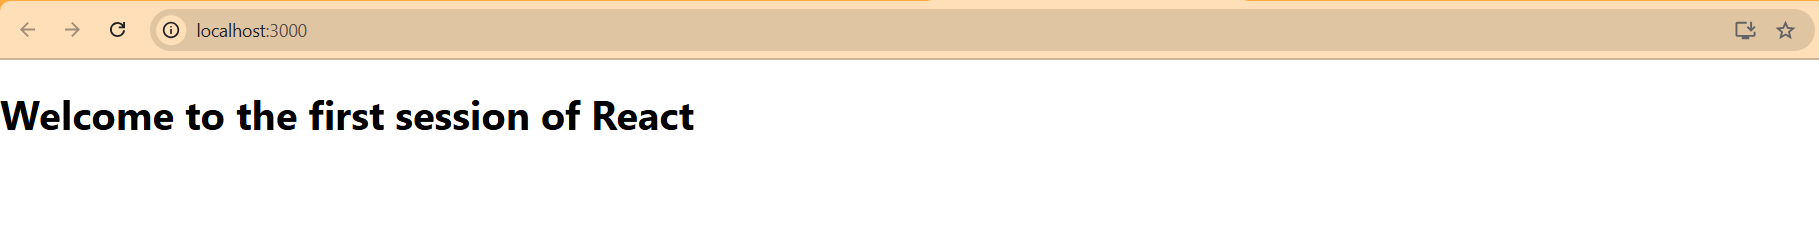 localhost:3000
Welcome to the first session of React